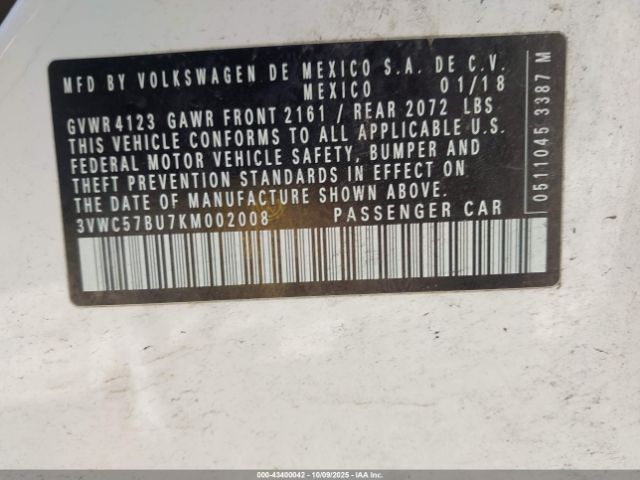 MFD BY VOLKSWAGEN DE MEXICO S.A. DE C.V.
MEXICO 01/18
GVWR 4123 GAWR FRONT 2161 / REAR 2072 LBS
THIS VEHICLE CONFORMS TO ALL APPLICABLE U.S.
FEDERAL MOTOR VEHICLE SAFETY, BUMPER AND
THEFT PREVENTION STANDARDS IN EFFECT ON
THE DATE OF MANUFACTURE SHOWN ABOVE.
3VWC57BU7KM002008 PASSENGER CAR
0511045 3387 M
000-43400042 - 10/09/2025 - IAA Inc.